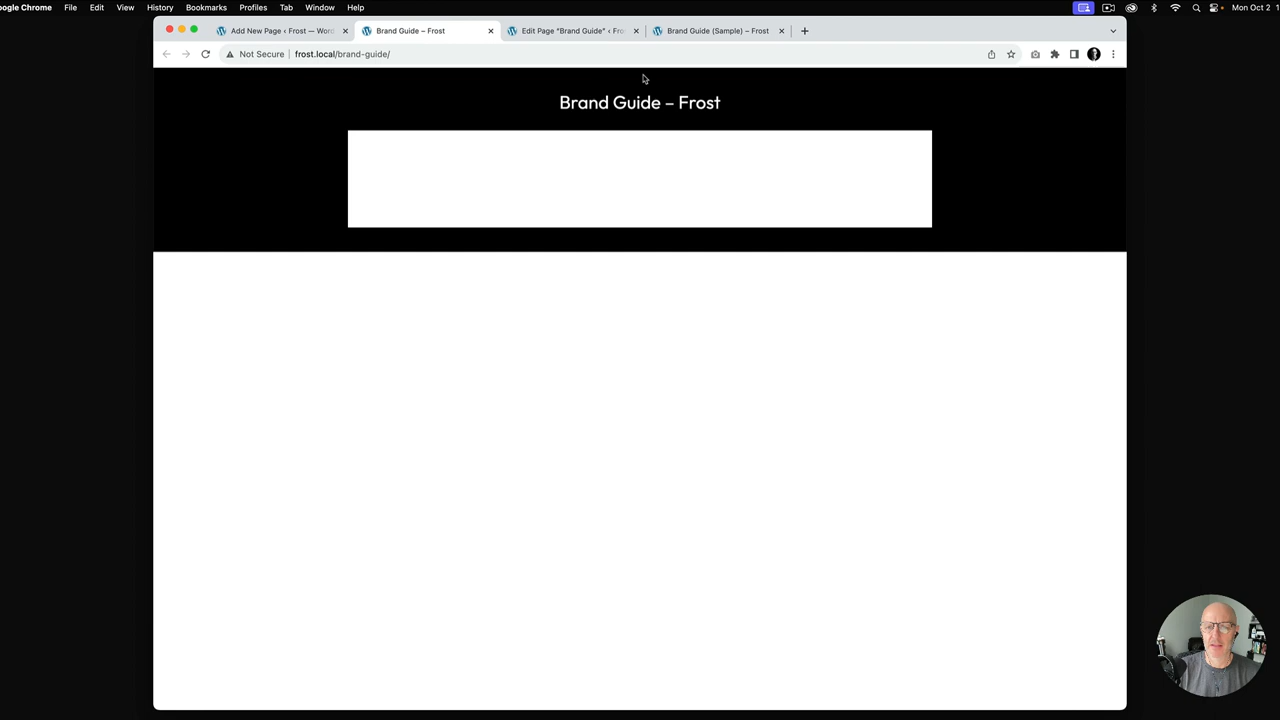 oogle Chrome File Edit View History Bookmarks Profiles Tab Window Help Mon Oct 2 1
Add New Page ‹ Frost — Word Brand Guide – Frost Edit Page "Brand Guide" ‹ Fro Brand Guide (Sample) – Frost
Not Secure frost.local/brand-guide/
Brand Guide – Frost